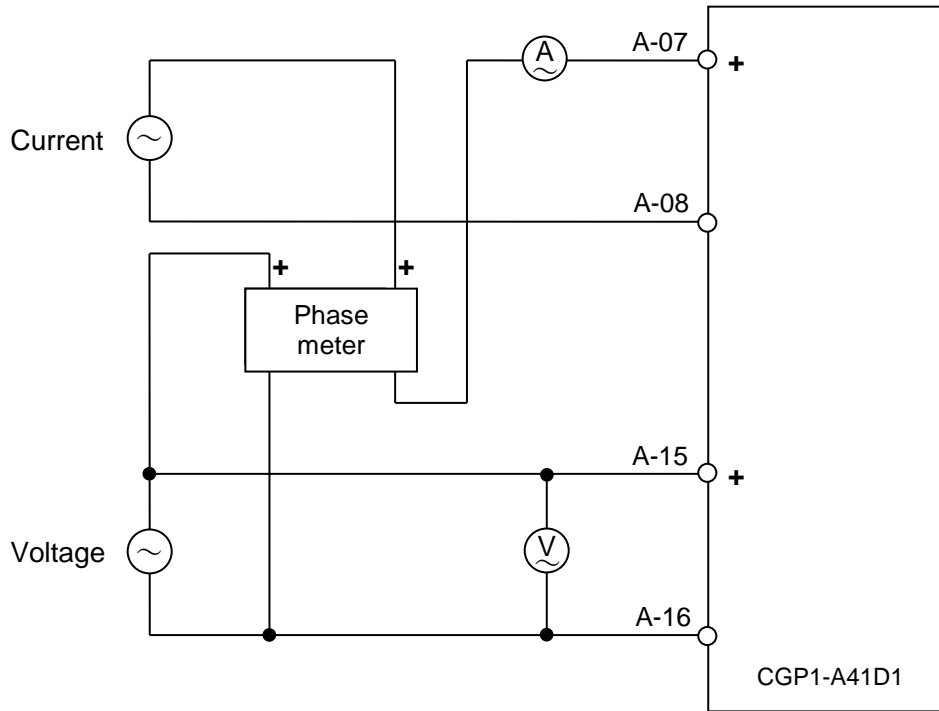 A-07
A
+
Current
A-08
+ +
Phase
meter
A-15
+
Voltage
V
A-16
CGP1-A41D1